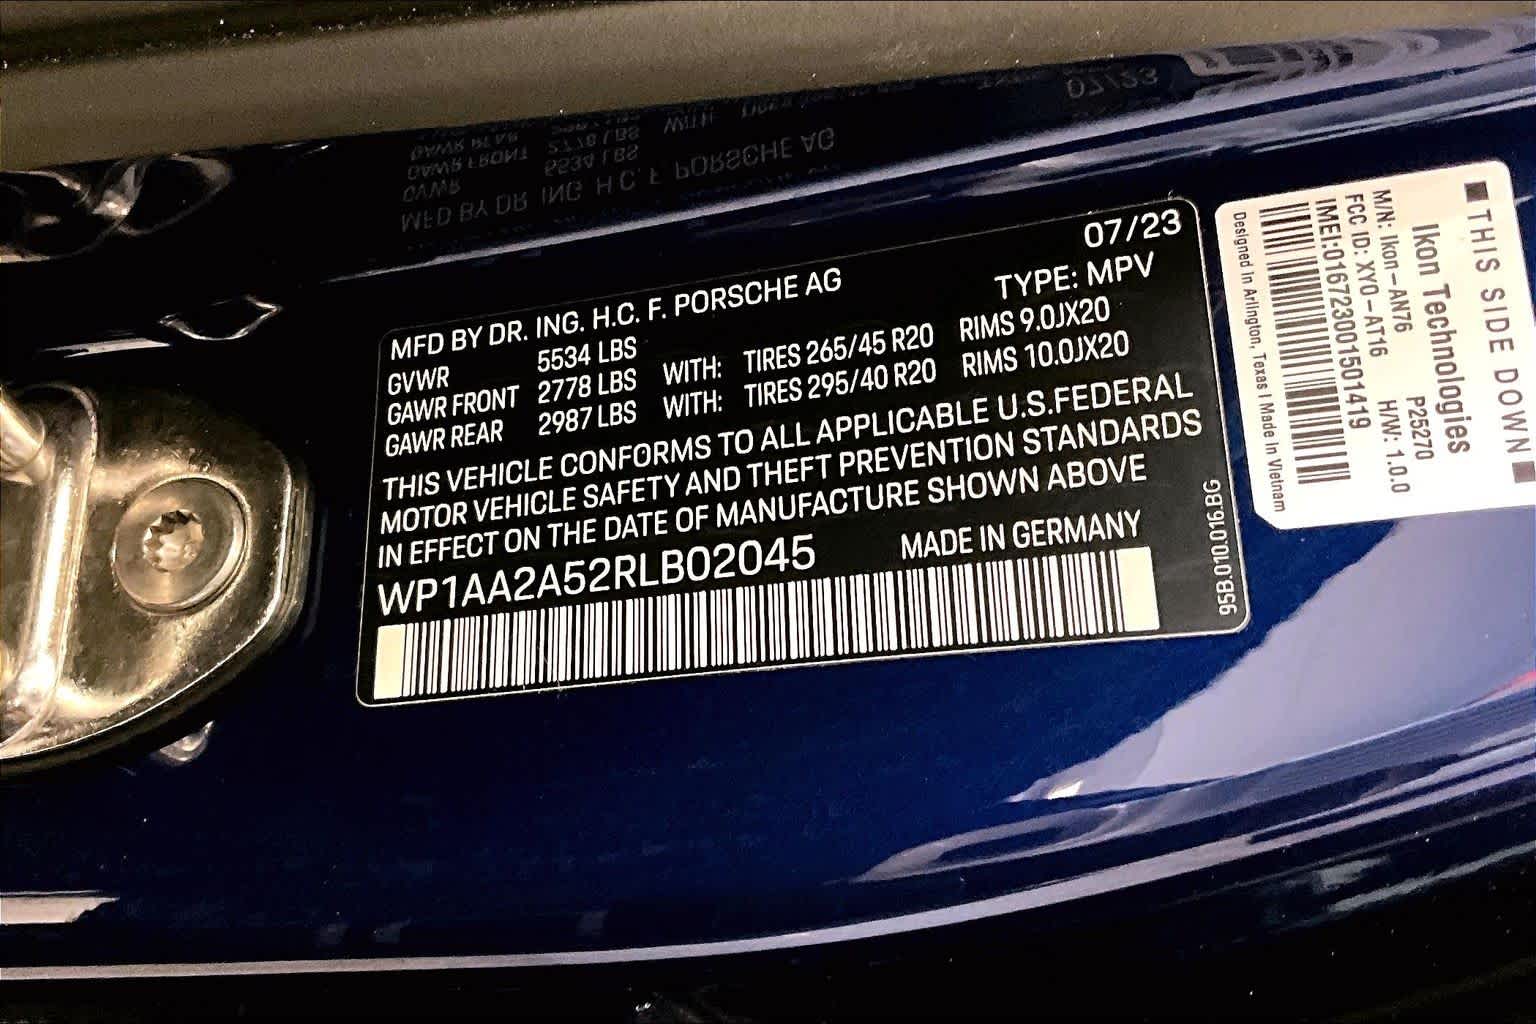 07/23
MFD BY DR. ING. H.C. F. PORSCHE AG TYPE: MPV
GVWR 5534 LBS
GAWR FRONT 2778 LBS WITH: TIRES 265/45 R20 RIMS 9.0JX20
GAWR REAR 2987 LBS WITH: TIRES 295/40 R20 RIMS 10.0JX20
THIS VEHICLE CONFORMS TO ALL APPLICABLE U.S.FEDERAL
MOTOR VEHICLE SAFETY AND THEFT PREVENTION STANDARDS
IN EFFECT ON THE DATE OF MANUFACTURE SHOWN ABOVE
WP1AA2A52RLB02045 MADE IN GERMANY
95B.010.016.BG
THIS SIDE DOWN
Ikon Technologies
M/N: Ikon-AN76 P25270
FCC ID: XYO-AT16 H/W: 1.0.0
IMEI:016723001501419
Designed in Arlington, Texas | Made In Vietnam